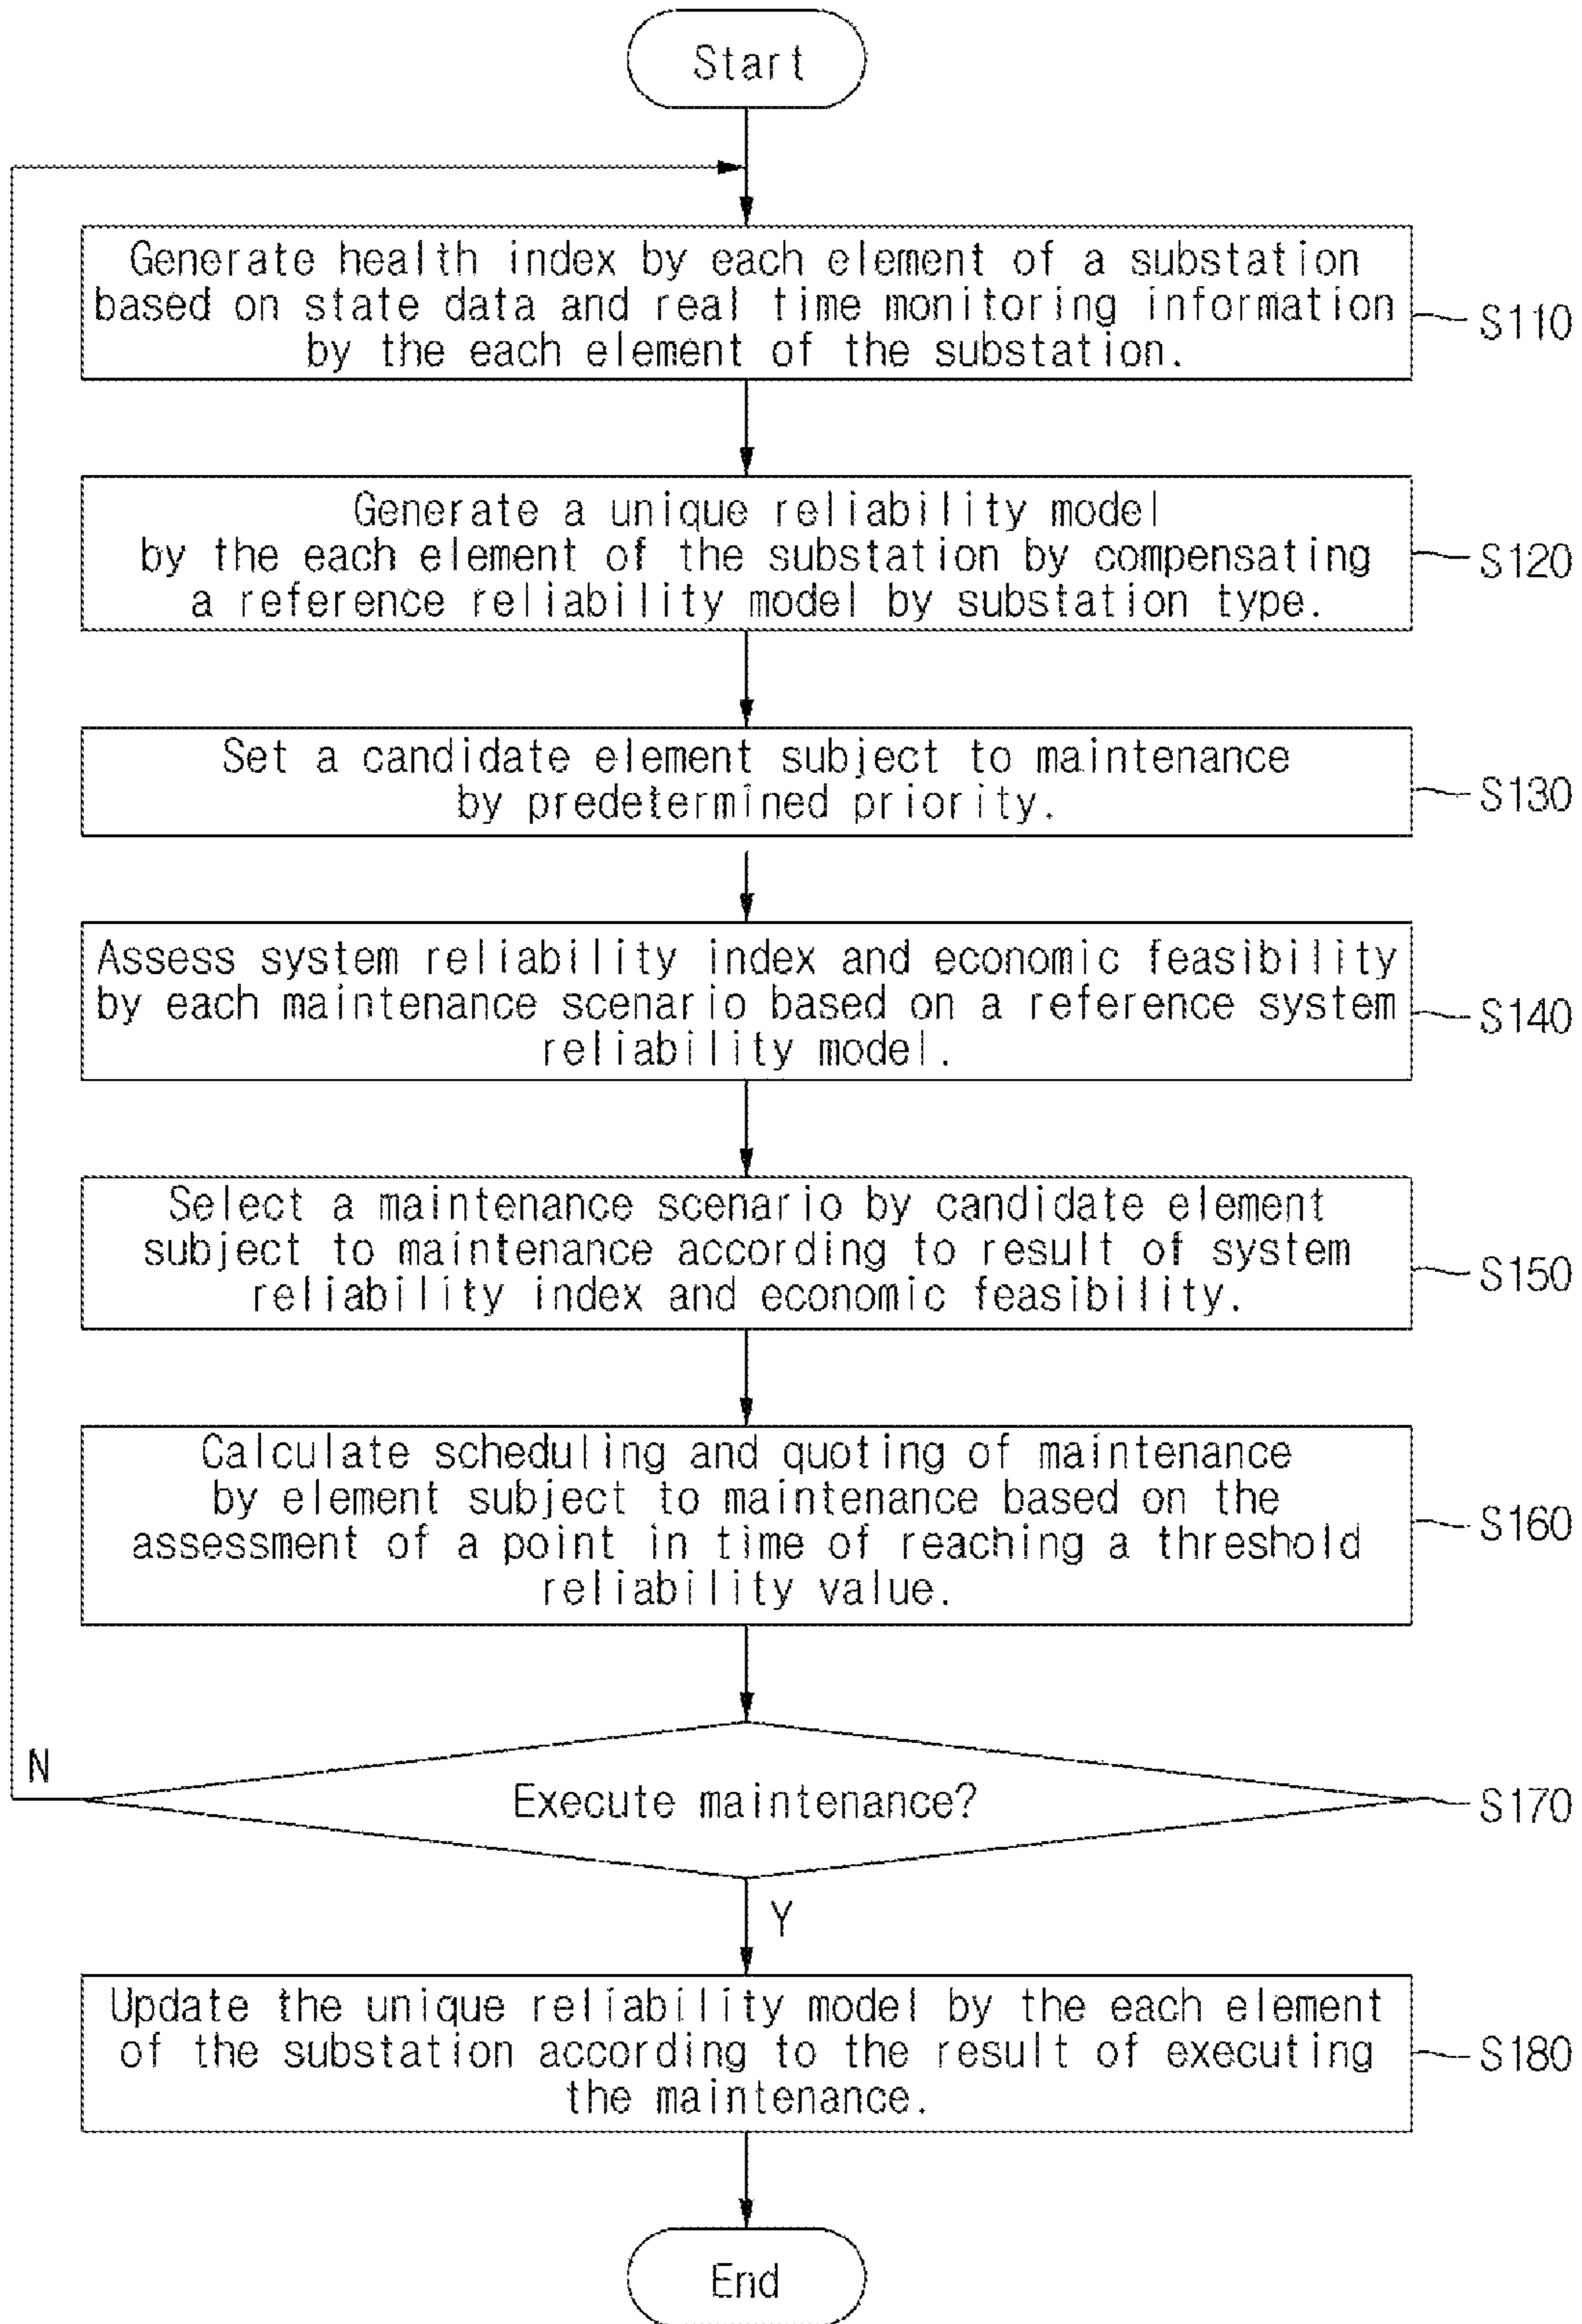 Start
Generate health index by each element of a substation
based on state data and real time monitoring information
by the each element of the substation.
S110
Generate a unique reliability model
by the each element of the substation by compensating
a reference reliability model by substation type.
S120
Set a candidate element subject to maintenance
by predetermined priority.
S130
Assess system reliability index and economic feasibility
by each maintenance scenario based on a reference system
reliability model.
S140
Select a maintenance scenario by candidate element
subject to maintenance according to result of system
reliability index and economic feasibility.
S150
Calculate scheduling and quoting of maintenance
by element subject to maintenance based on the
assessment of a point in time of reaching a threshold
reliability value.
S160
N
Execute maintenance?
S170
Y
Update the unique reliability model by the each element
of the substation according to the result of executing
the maintenance.
S180
End